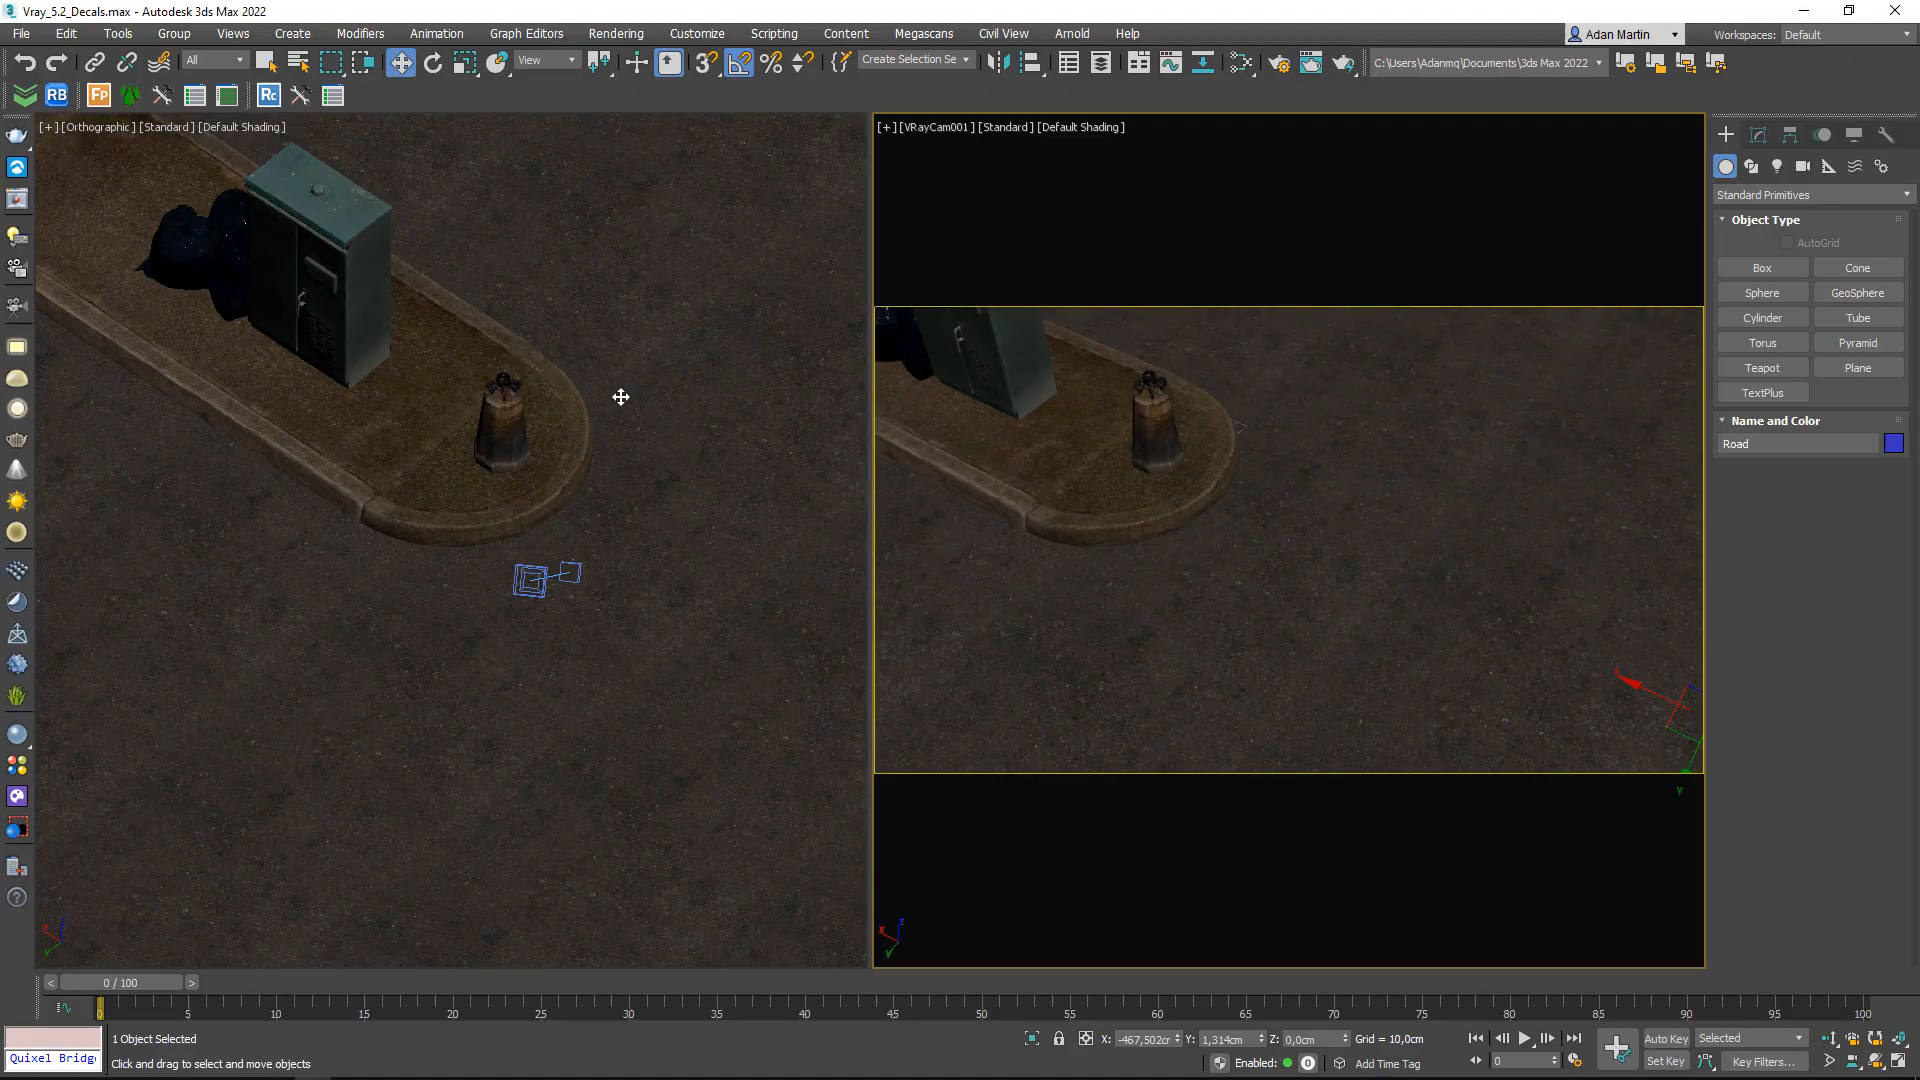 Vray_5.2_Decals.max - Autodesk 3ds Max 2022
File Edit Tools Group Views Create Modifiers Animation Graph Editors Rendering Customize Scripting Content Megascans Civil View Arnold Help
Adan Martin
Workspaces: Default
All
View
Create Selection Se
C:\Users\Adanmq\Documents\3ds Max 2022
RB Fp Rc
[+] [Orthographic ] [Standard ] [Default Shading ]
[+] [VRayCam001 ] [Standard ] [Default Shading ]
Standard Primitives
Object Type
AutoGrid
Box Cone
Sphere GeoSphere
Cylinder Tube
Torus Pyramid
Teapot Plane
TextPlus
Name and Color
Road
y
0 / 100
0 5 10 15 20 25 30 35 40 45 50 55 60 65 70 75 80 85 90 95 100
1 Object Selected
X: -467,502cr Y: 1,314cm Z: 0,0cm Grid = 10,0cm
Auto Key Selected
Quixel Bridg
Click and drag to select and move objects
Enabled: 0
Add Time Tag
0
Set Key Key Filters...